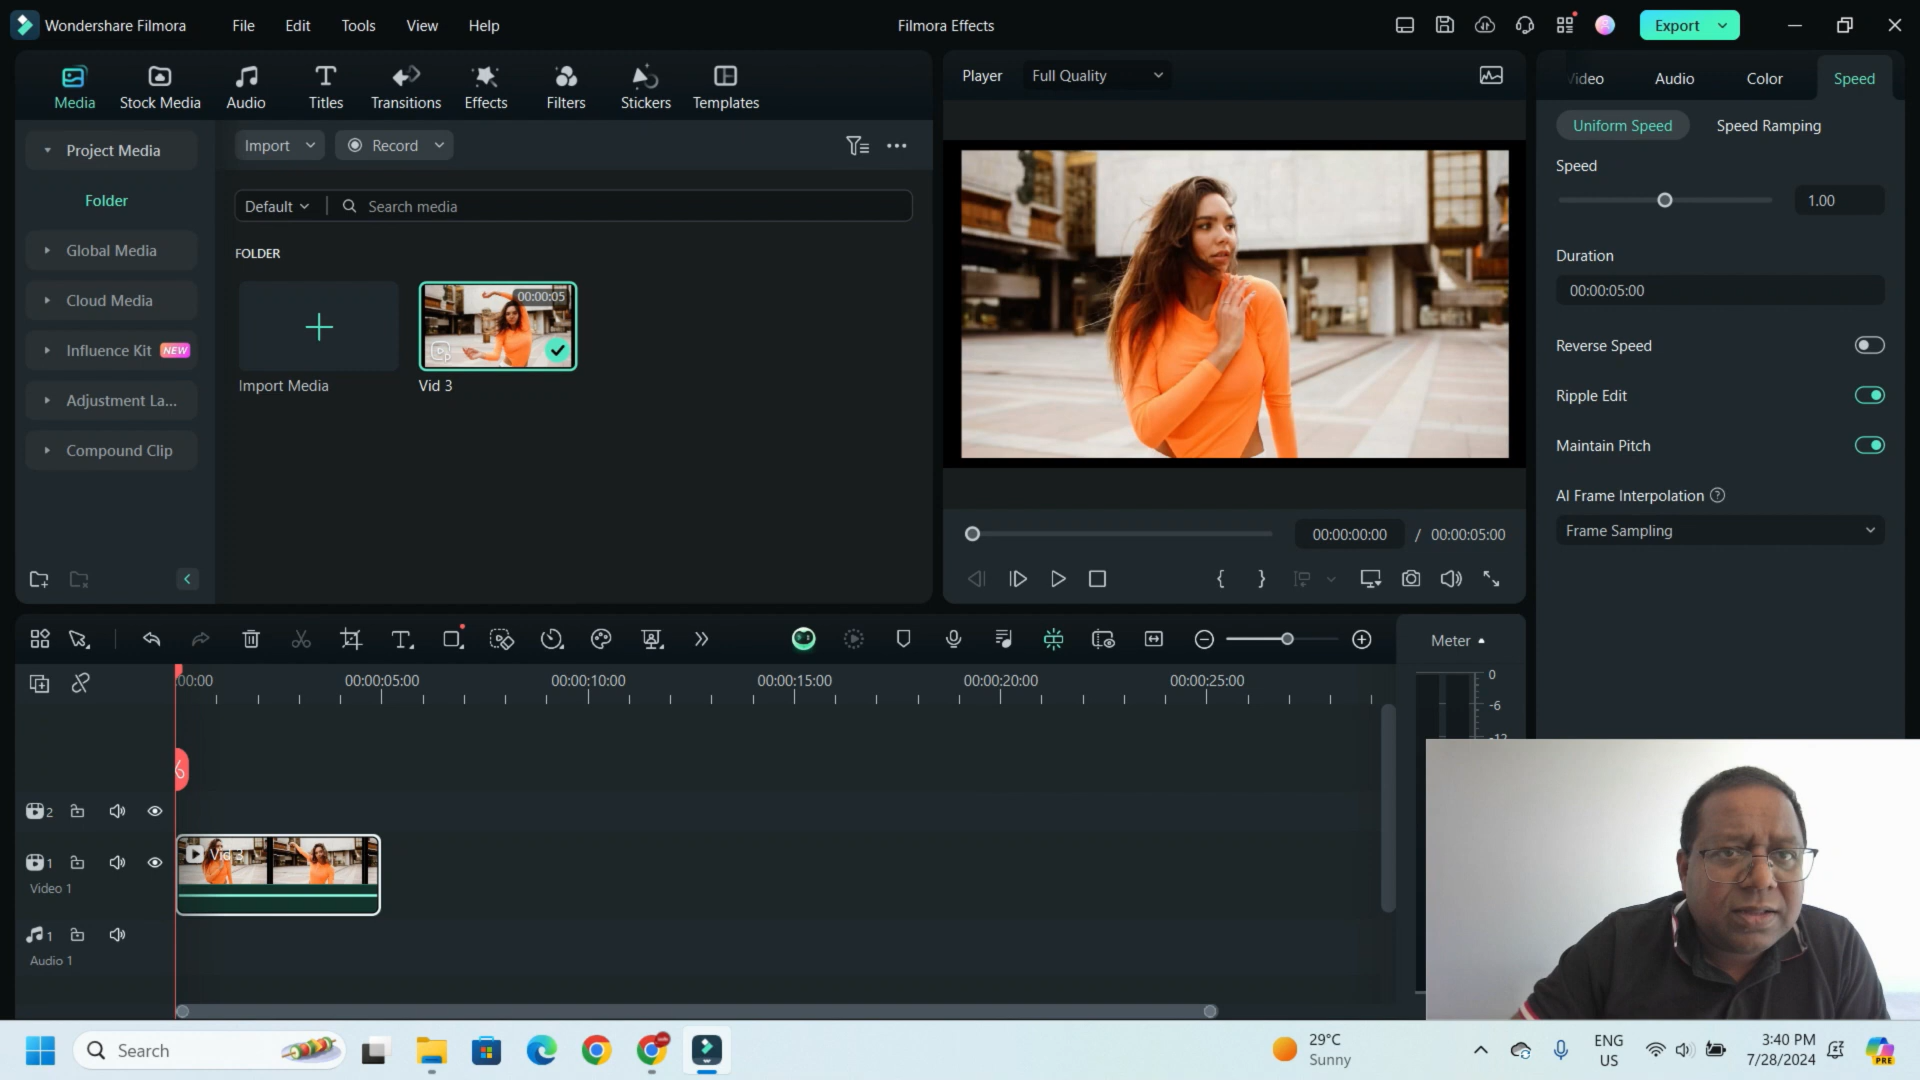 Wondershare Filmora
File
Edit
Tools
View
Help
Filmora Effects
Export
Media
Stock Media
Audio
Titles
Transitions
Effects
Filters
Stickers
Templates
Player
Full Quality
Video
Audio
Color
Speed
Project Media
Folder
Global Media
Cloud Media
Influence Kit NEW
Adjustment La...
Compound Clip
Import
Record
Default
Search media
FOLDER
00:00:05
Import Media
Vid 3
00:00:00:00 / 00:00:05:00
Uniform Speed
Speed Ramping
Speed
1.00
Duration
00:00:05:00
Reverse Speed
Ripple Edit
Maintain Pitch
AI Frame Interpolation
Frame Sampling
Meter
:00:00
00:00:05:00
00:00:10:00
00:00:15:00
00:00:20:00
00:00:25:00
0
-6
-12
2
1
Video 1
Vid 3
1
Audio 1
Search
29°C
Sunny
ENG
US
3:40 PM
7/28/2024
PRE